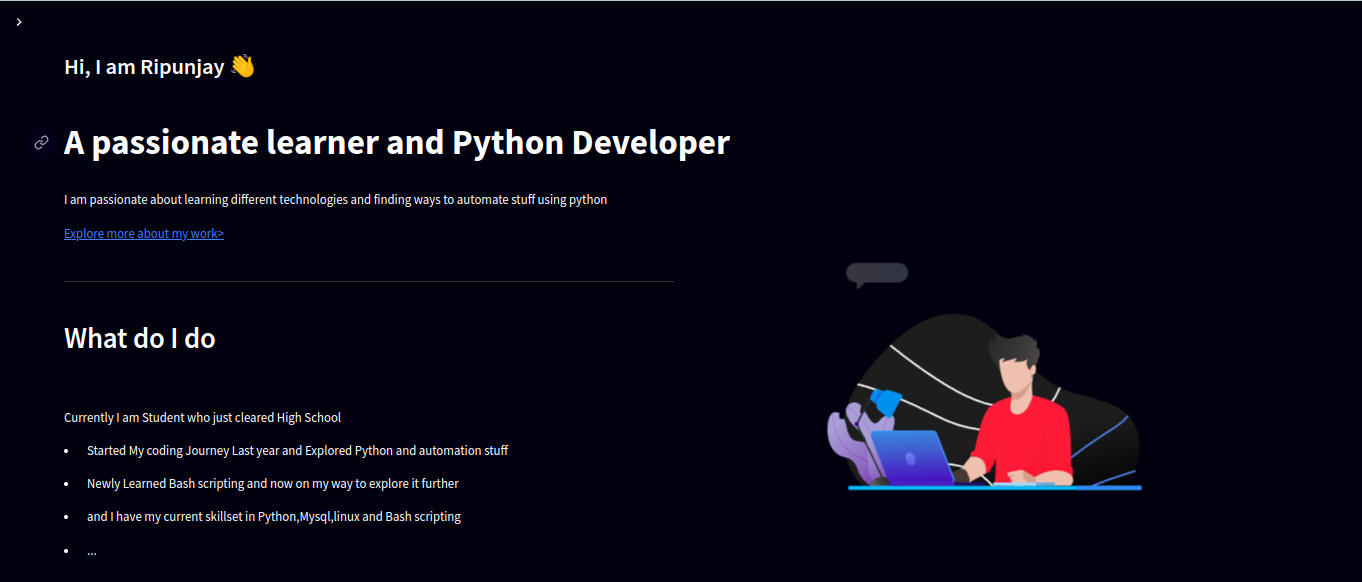 Hi, I am Ripunjay 👋
A passionate learner and Python Developer
I am passionate about learning different technologies and finding ways to automate stuff using python
Explore more about my work>
What do I do
Currently I am Student who just cleared High School
• Started My coding Journey Last year and Explored Python and automation stuff
• Newly Learned Bash scripting and now on my way to explore it further
• and I have my current skillset in Python,Mysql,linux and Bash scripting
• ...